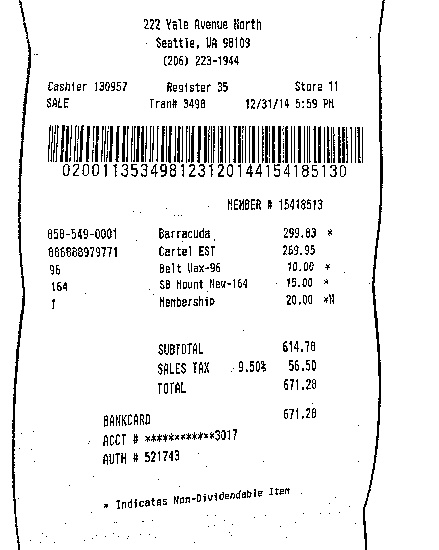 222 Yale Avenue North
Seattle, WA 98109
(206) 223-1944
Cashier 130957 Register 35 Store 11
SALE Tran# 3498 12/31/14 5:59 PM
020011353498123120144154185130
MEMBER # 15418513
858-549-0001 Barracuda 299.83 *
886888979771 Cartel EST 269.95
96 Belt Wax-96 10.00 *
164 SB Mount New-164 15.00 *
1 Membership 20.00 *N
SUBTOTAL 614.78
SALES TAX 9.50% 56.50
TOTAL 671.28
BANKCARD 671.28
ACCT # ************3017
AUTH # 521743
* Indicates Non-Dividendable Item